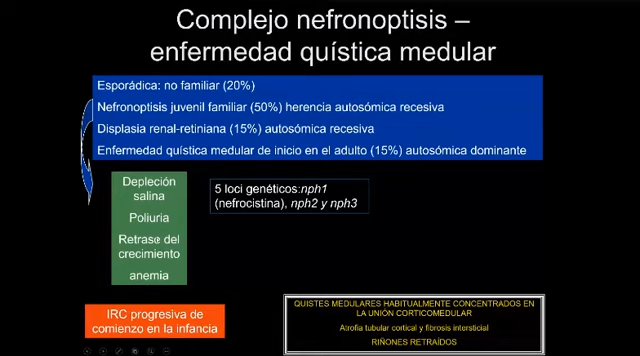 Complejo nefronoptisis –
enfermedad quística medular
Esporádica: no familiar (20%)
Nefronoptisis juvenil familiar (50%) herencia autosómica recesiva
Displasia renal-retiniana (15%) autosómica recesiva
Enfermedad quística medular de inicio en el adulto (15%) autosómica dominante
Depleción
salina
Poliuria
Retraso del
crecimiento
anemia
5 loci genéticos:nph1
(nefrocistina), nph2 y nph3
IRC progresiva de
comienzo en la infancia
QUISTES MEDULARES HABITUALMENTE CONCENTRADOS EN
LA UNIÓN CORTICOMEDULAR
Atrofia tubular cortical y fibrosis intersticial
RIÑONES RETRAÍDOS